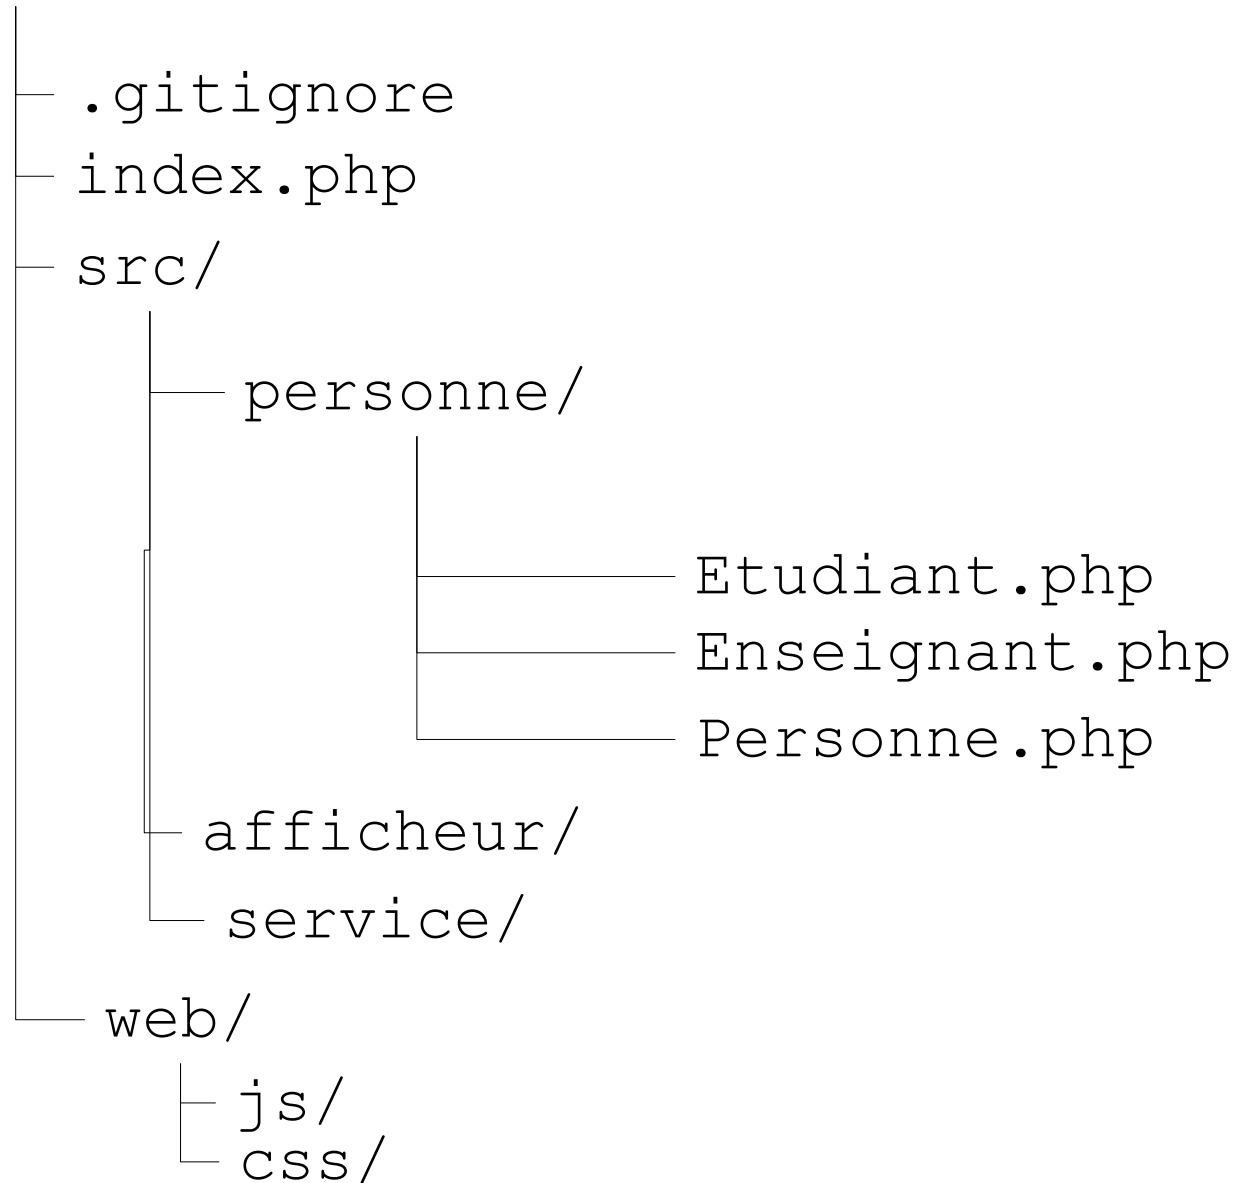 .gitignore
index.php
src/
personne/
Etudiant.php
Enseignant.php
Personne.php
afficheur/
service/
web/
js/
css/